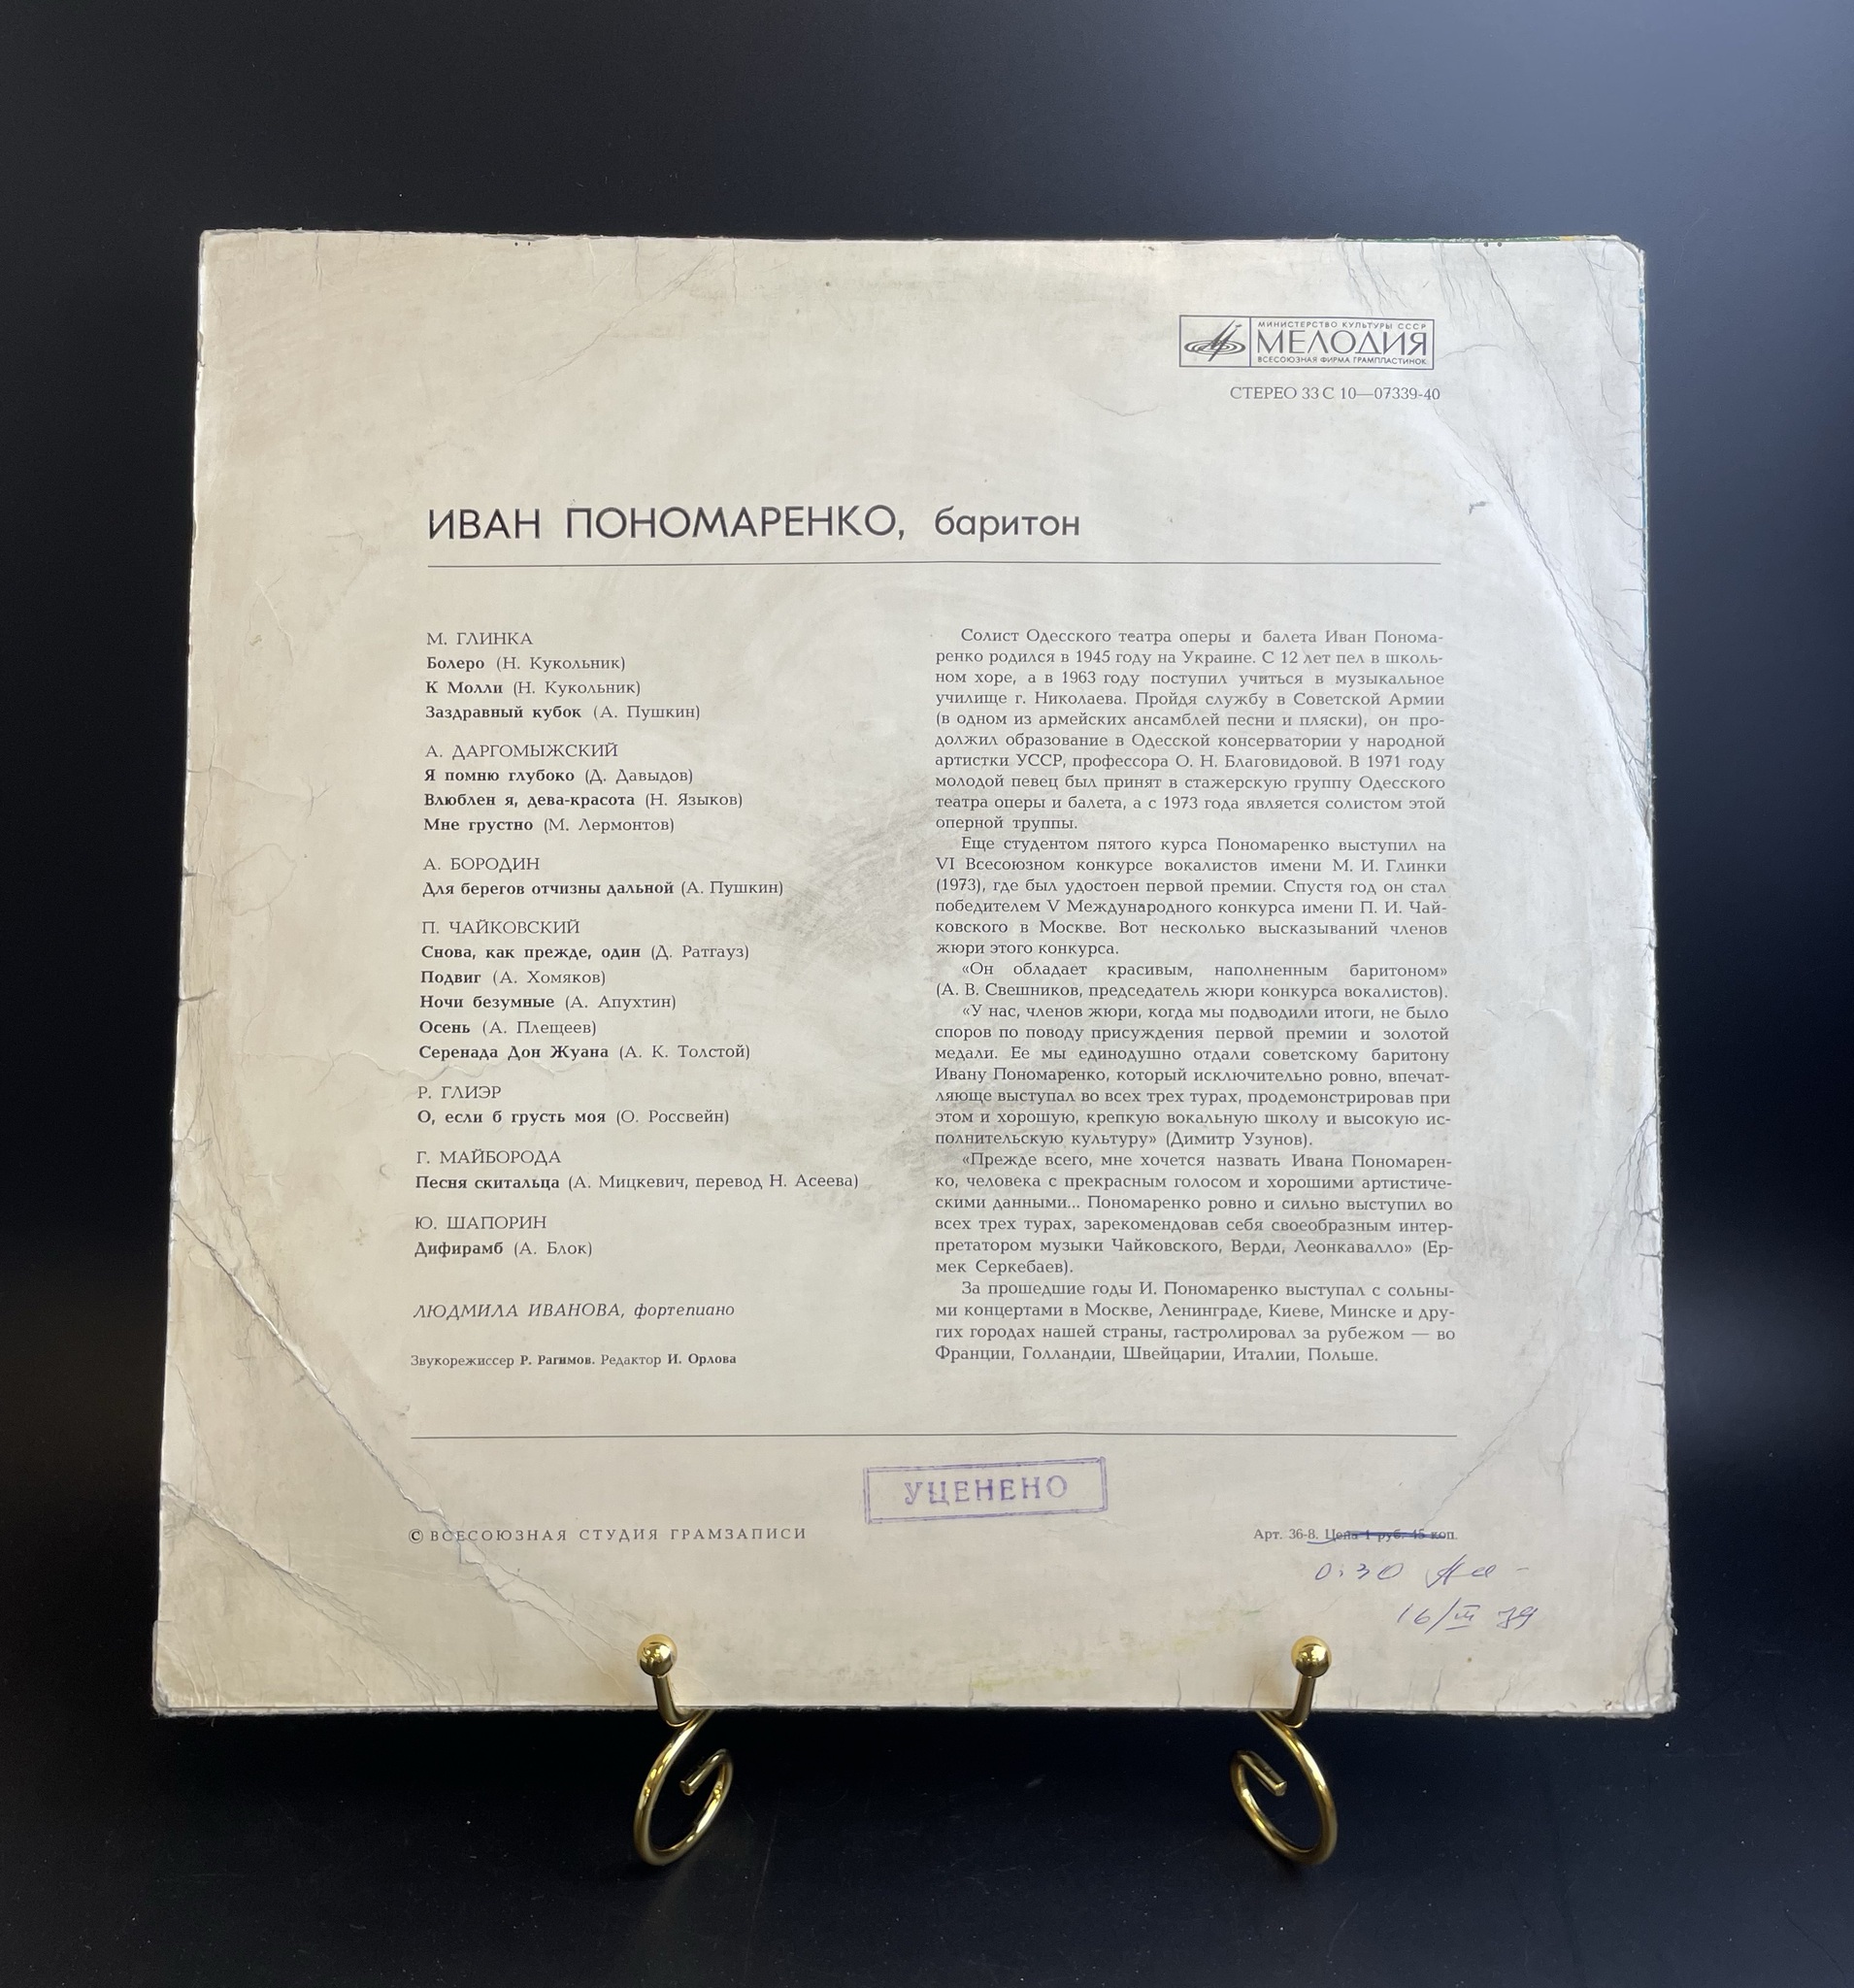 МИНИСТЕРСТВО КУЛЬТУРЫ СССР
МЕЛОДИЯ
ВСЕСОЮЗНАЯ ФИРМА ГРАМПЛАСТИНОК
СТЕРЕО 33 С 10—07339-40
ИВАН ПОНОМАРЕНКО, баритон
М. ГЛИНКА
Болеро (Н. Кукольник)
К Молли (Н. Кукольник)
Заздравный кубок (А. Пушкин)
А. ДАРГОМЫЖСКИЙ
Я помню глубоко (Д. Давыдов)
Влюблен я, дева-красота (Н. Языков)
Мне грустно (М. Лермонтов)
А. БОРОДИН
Для берегов отчизны дальной (А. Пушкин)
П. ЧАЙКОВСКИЙ
Снова, как прежде, один (Д. Ратгауз)
Подвиг (А. Хомяков)
Ночи безумные (А. Апухтин)
Осень (А. Плещеев)
Серенада Дон Жуана (А. К. Толстой)
Р. ГЛИЭР
О, если б грусть моя (О. Россвейн)
Г. МАЙБОРОДА
Песня скитальца (А. Мицкевич, перевод Н. Асеева)
Ю. ШАПОРИН
Дифирамб (А. Блок)
ЛЮДМИЛА ИВАНОВА, фортепиано
Звукорежиссер Р. Рагимов. Редактор И. Орлова
Солист Одесского театра оперы и балета Иван Понома-
ренко родился в 1945 году на Украине. С 12 лет пел в школь-
ном хоре, а в 1963 году поступил учиться в музыкальное
училище г. Николаева. Пройдя службу в Советской Армии
(в одном из армейских ансамблей песни и пляски), он про-
должил образование в Одесской консерватории у народной
артистки УССР, профессора О. Н. Благовидовой. В 1971 году
молодой певец был принят в стажерскую группу Одесского
театра оперы и балета, а с 1973 года является солистом этой
оперной труппы.
Еще студентом пятого курса Пономаренко выступил на
VI Всесоюзном конкурсе вокалистов имени М. И. Глинки
(1973), где был удостоен первой премии. Спустя год он стал
победителем V Международного конкурса имени П. И. Чай-
ковского в Москве. Вот несколько высказываний членов
жюри этого конкурса.
«Он обладает красивым, наполненным баритоном»
(А. В. Свешников, председатель жюри конкурса вокалистов).
«У нас, членов жюри, когда мы подводили итоги, не было
споров по поводу присуждения первой премии и золотой
медали. Ее мы единодушно отдали советскому баритону
Ивану Пономаренко, который исключительно ровно, впечат-
ляюще выступал во всех трех турах, продемонстрировав при
этом и хорошую, крепкую вокальную школу и высокую ис-
полнительскую культуру» (Димитр Узунов).
«Прежде всего, мне хочется назвать Ивана Пономарен-
ко, человека с прекрасным голосом и хорошими артистиче-
скими данными... Пономаренко ровно и сильно выступил во
всех трех турах, зарекомендовав себя своеобразным интер-
претатором музыки Чайковского, Верди, Леонкавалло» (Ер-
мек Серкебаев).
За прошедшие годы И. Пономаренко выступал с сольны-
ми концертами в Москве, Ленинграде, Киеве, Минске и дру-
гих городах нашей страны, гастролировал за рубежом — во
Франции, Голландии, Швейцарии, Италии, Польше.
УЦЕНЕНО
© ВСЕСОЮЗНАЯ СТУДИЯ ГРАМЗАПИСИ
Арт. 36-8. Цена 1 руб. 45 коп.
0.30
16/III 79